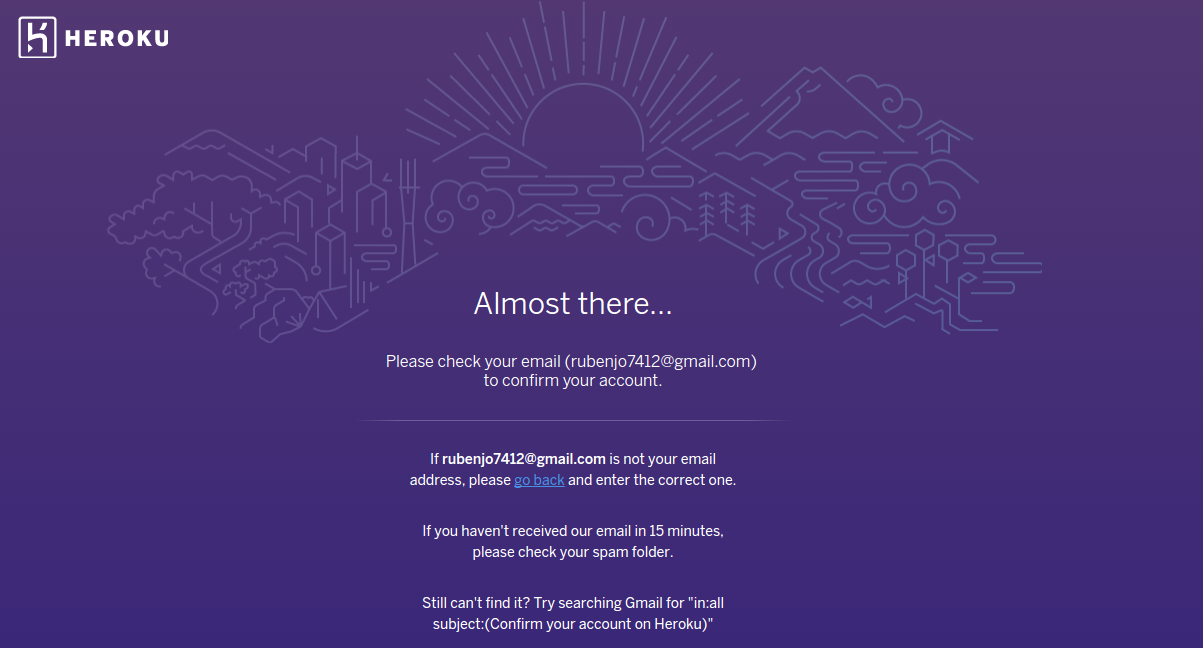 HEROKU
Almost there...
Please check your email (rubenjo7412@gmail.com)
to confirm your account.
If rubenjo7412@gmail.com is not your email
address, please go back and enter the correct one.
If you haven't received our email in 15 minutes,
please check your spam folder.
Still can't find it? Try searching Gmail for "in:all
subject:(Confirm your account on Heroku)"